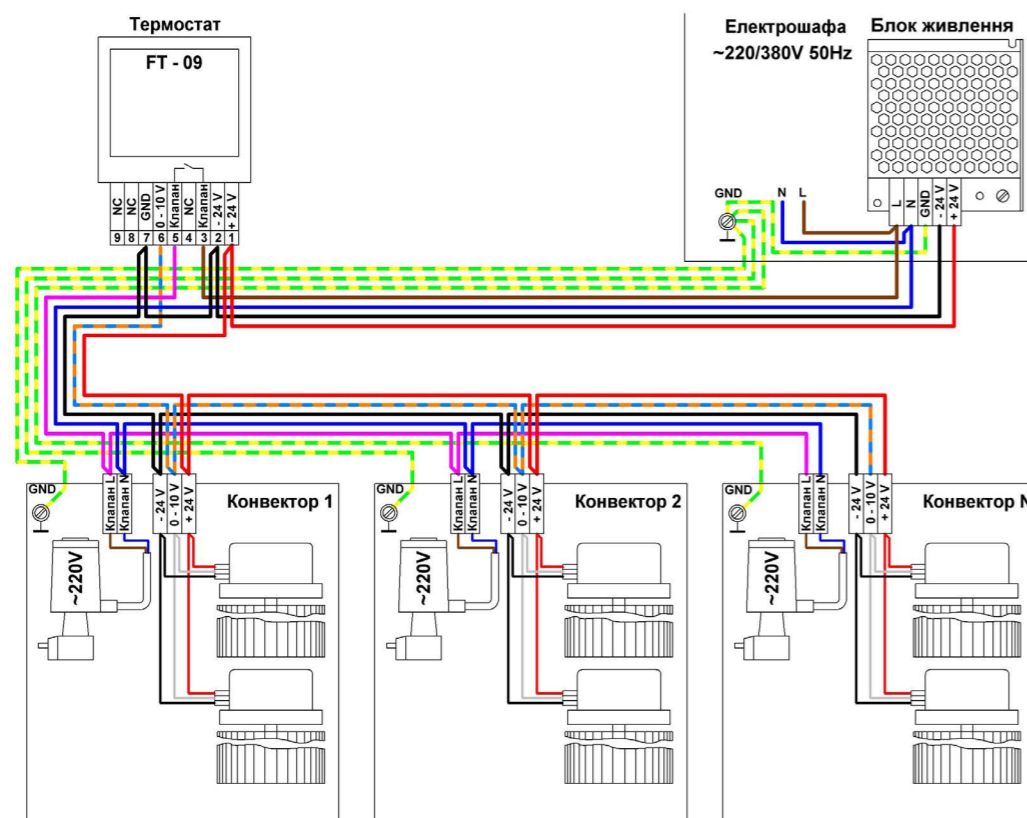 Термостат
FT - 09
NC
NC
GND
0 - 10 V
Клапан
NC
Клапан
- 24 V
+ 24 V
9
8
7
6
5
4
3
2
1
Електрошафа
~220/380V 50Hz
Блок живлення
GND
N
L
L
N
GND
- 24 V
+ 24 V
GND
Клапан L
Клапан N
- 24 V
0 - 10 V
+ 24 V
Конвектор 1
~220V
GND
Клапан L
Клапан N
- 24 V
0 - 10 V
+ 24 V
Конвектор 2
~220V
GND
Клапан L
Клапан N
- 24 V
0 - 10 V
+ 24 V
Конвектор N
~220V